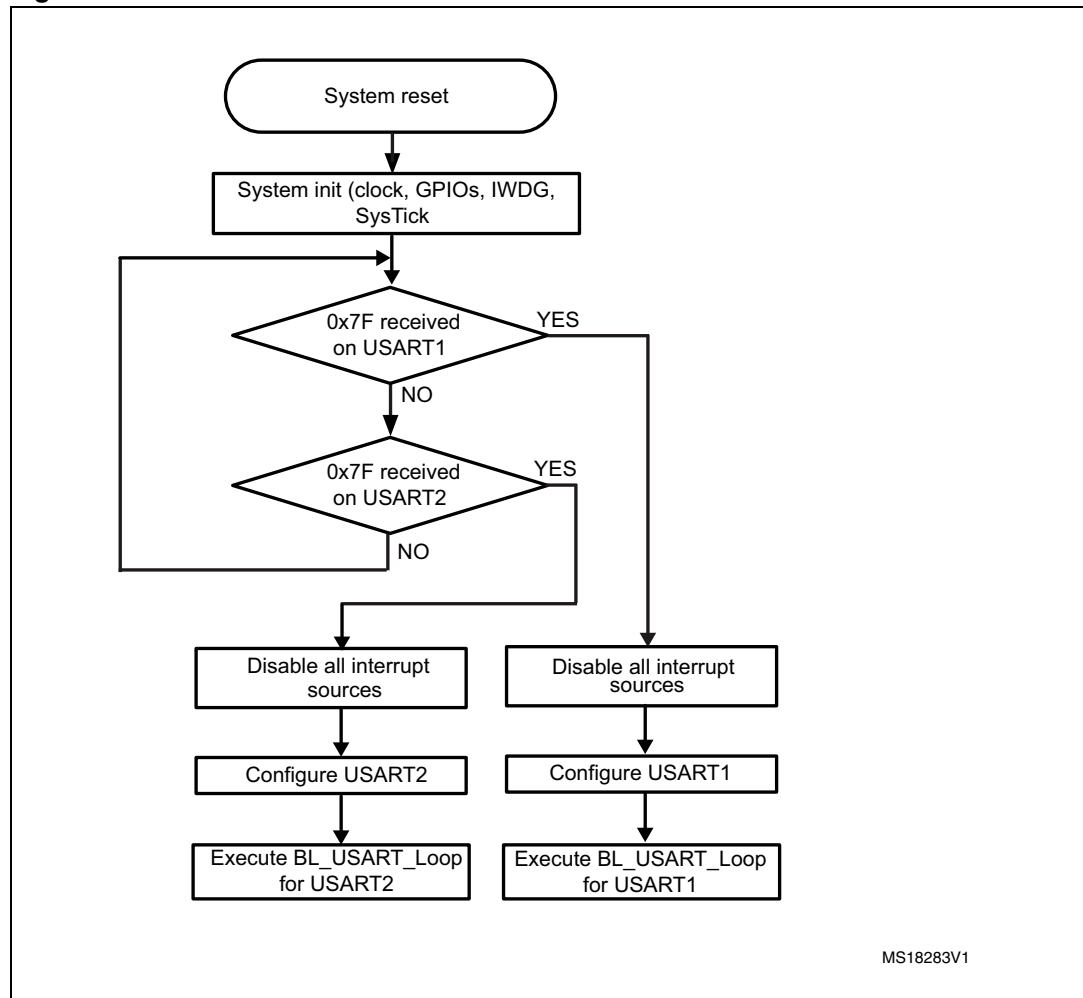 System reset
System init (clock, GPIOs, IWDG,
SysTick
0x7F received
on USART1
YES
NO
0x7F received
on USART2
YES
NO
Disable all interrupt
sources
Disable all interrupt
sources
Configure USART2
Configure USART1
Execute BL_USART_Loop
for USART2
Execute BL_USART_Loop
for USART1
MS18283V1